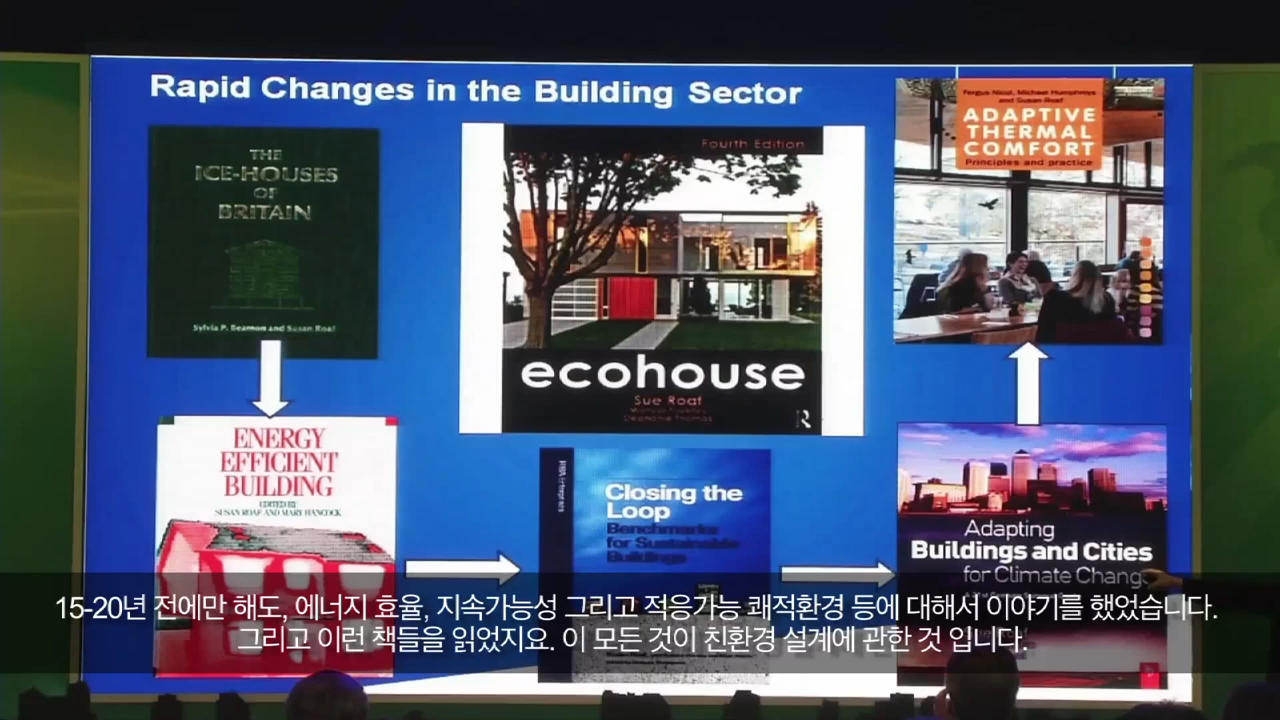 Rapid Changes in the Building Sector
THE
ICE-HOUSES
OF
BRITAIN
Sylvia P. Beamon and Susan Roaf
Fourth Edition
ecohouse
Sue Roaf
Stephanie Thomas
Fergus Nicol, Michael Humphreys
and Susan Roaf
ADAPTIVE
THERMAL
COMFORT
Principles and practice
ENERGY
EFFICIENT
BUILDING
EDITED BY
SUSAN ROAF AND MARY HANCOCK
Closing the
Loop
Benchmarks
for Sustainable
Buildings
Adapting
Buildings and Cities
for Climate Chang
15-20년 전에만 해도, 에너지 효율, 지속가능성 그리고 적응가능 쾌적환경 등에 대해서 이야기를 했었습니다.
그리고 이런 책들을 읽었지요. 이 모든 것이 친환경 설계에 관한 것 입니다.